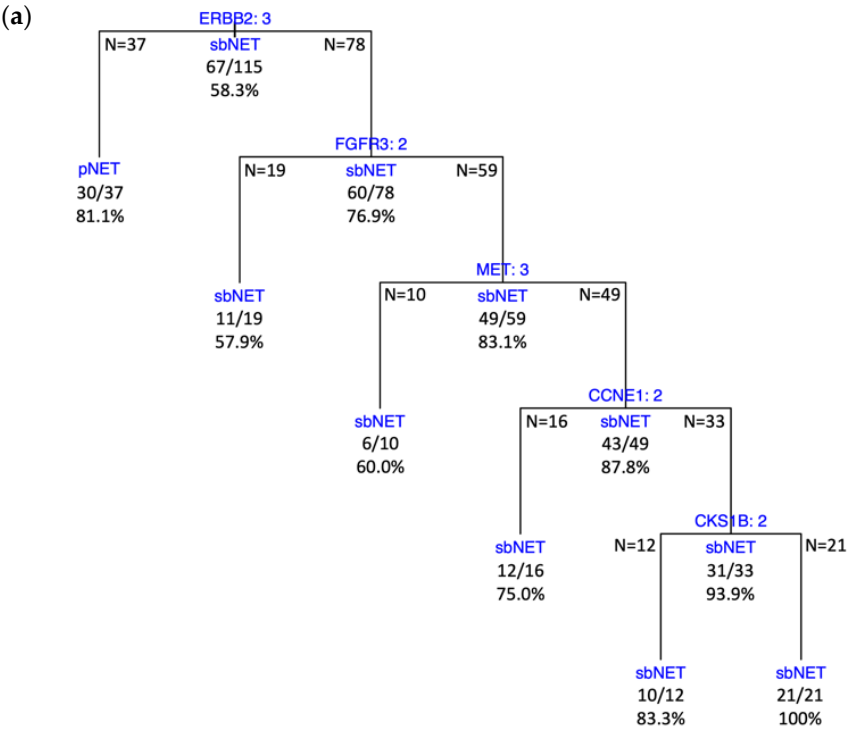 (a)
ERBB2: 3
N=37 sbNET N=78
67/115
58.3%
FGFR3: 2
pNET N=19 sbNET N=59
30/37 60/78
81.1% 76.9%
MET: 3
sbNET N=10 sbNET N=49
11/19 49/59
57.9% 83.1%
CCNE1: 2
sbNET N=16 sbNET N=33
6/10 43/49
60.0% 87.8%
CKS1B: 2
sbNET N=12 sbNET N=21
12/16 31/33
75.0% 93.9%
sbNET sbNET
10/12 21/21
83.3% 100%